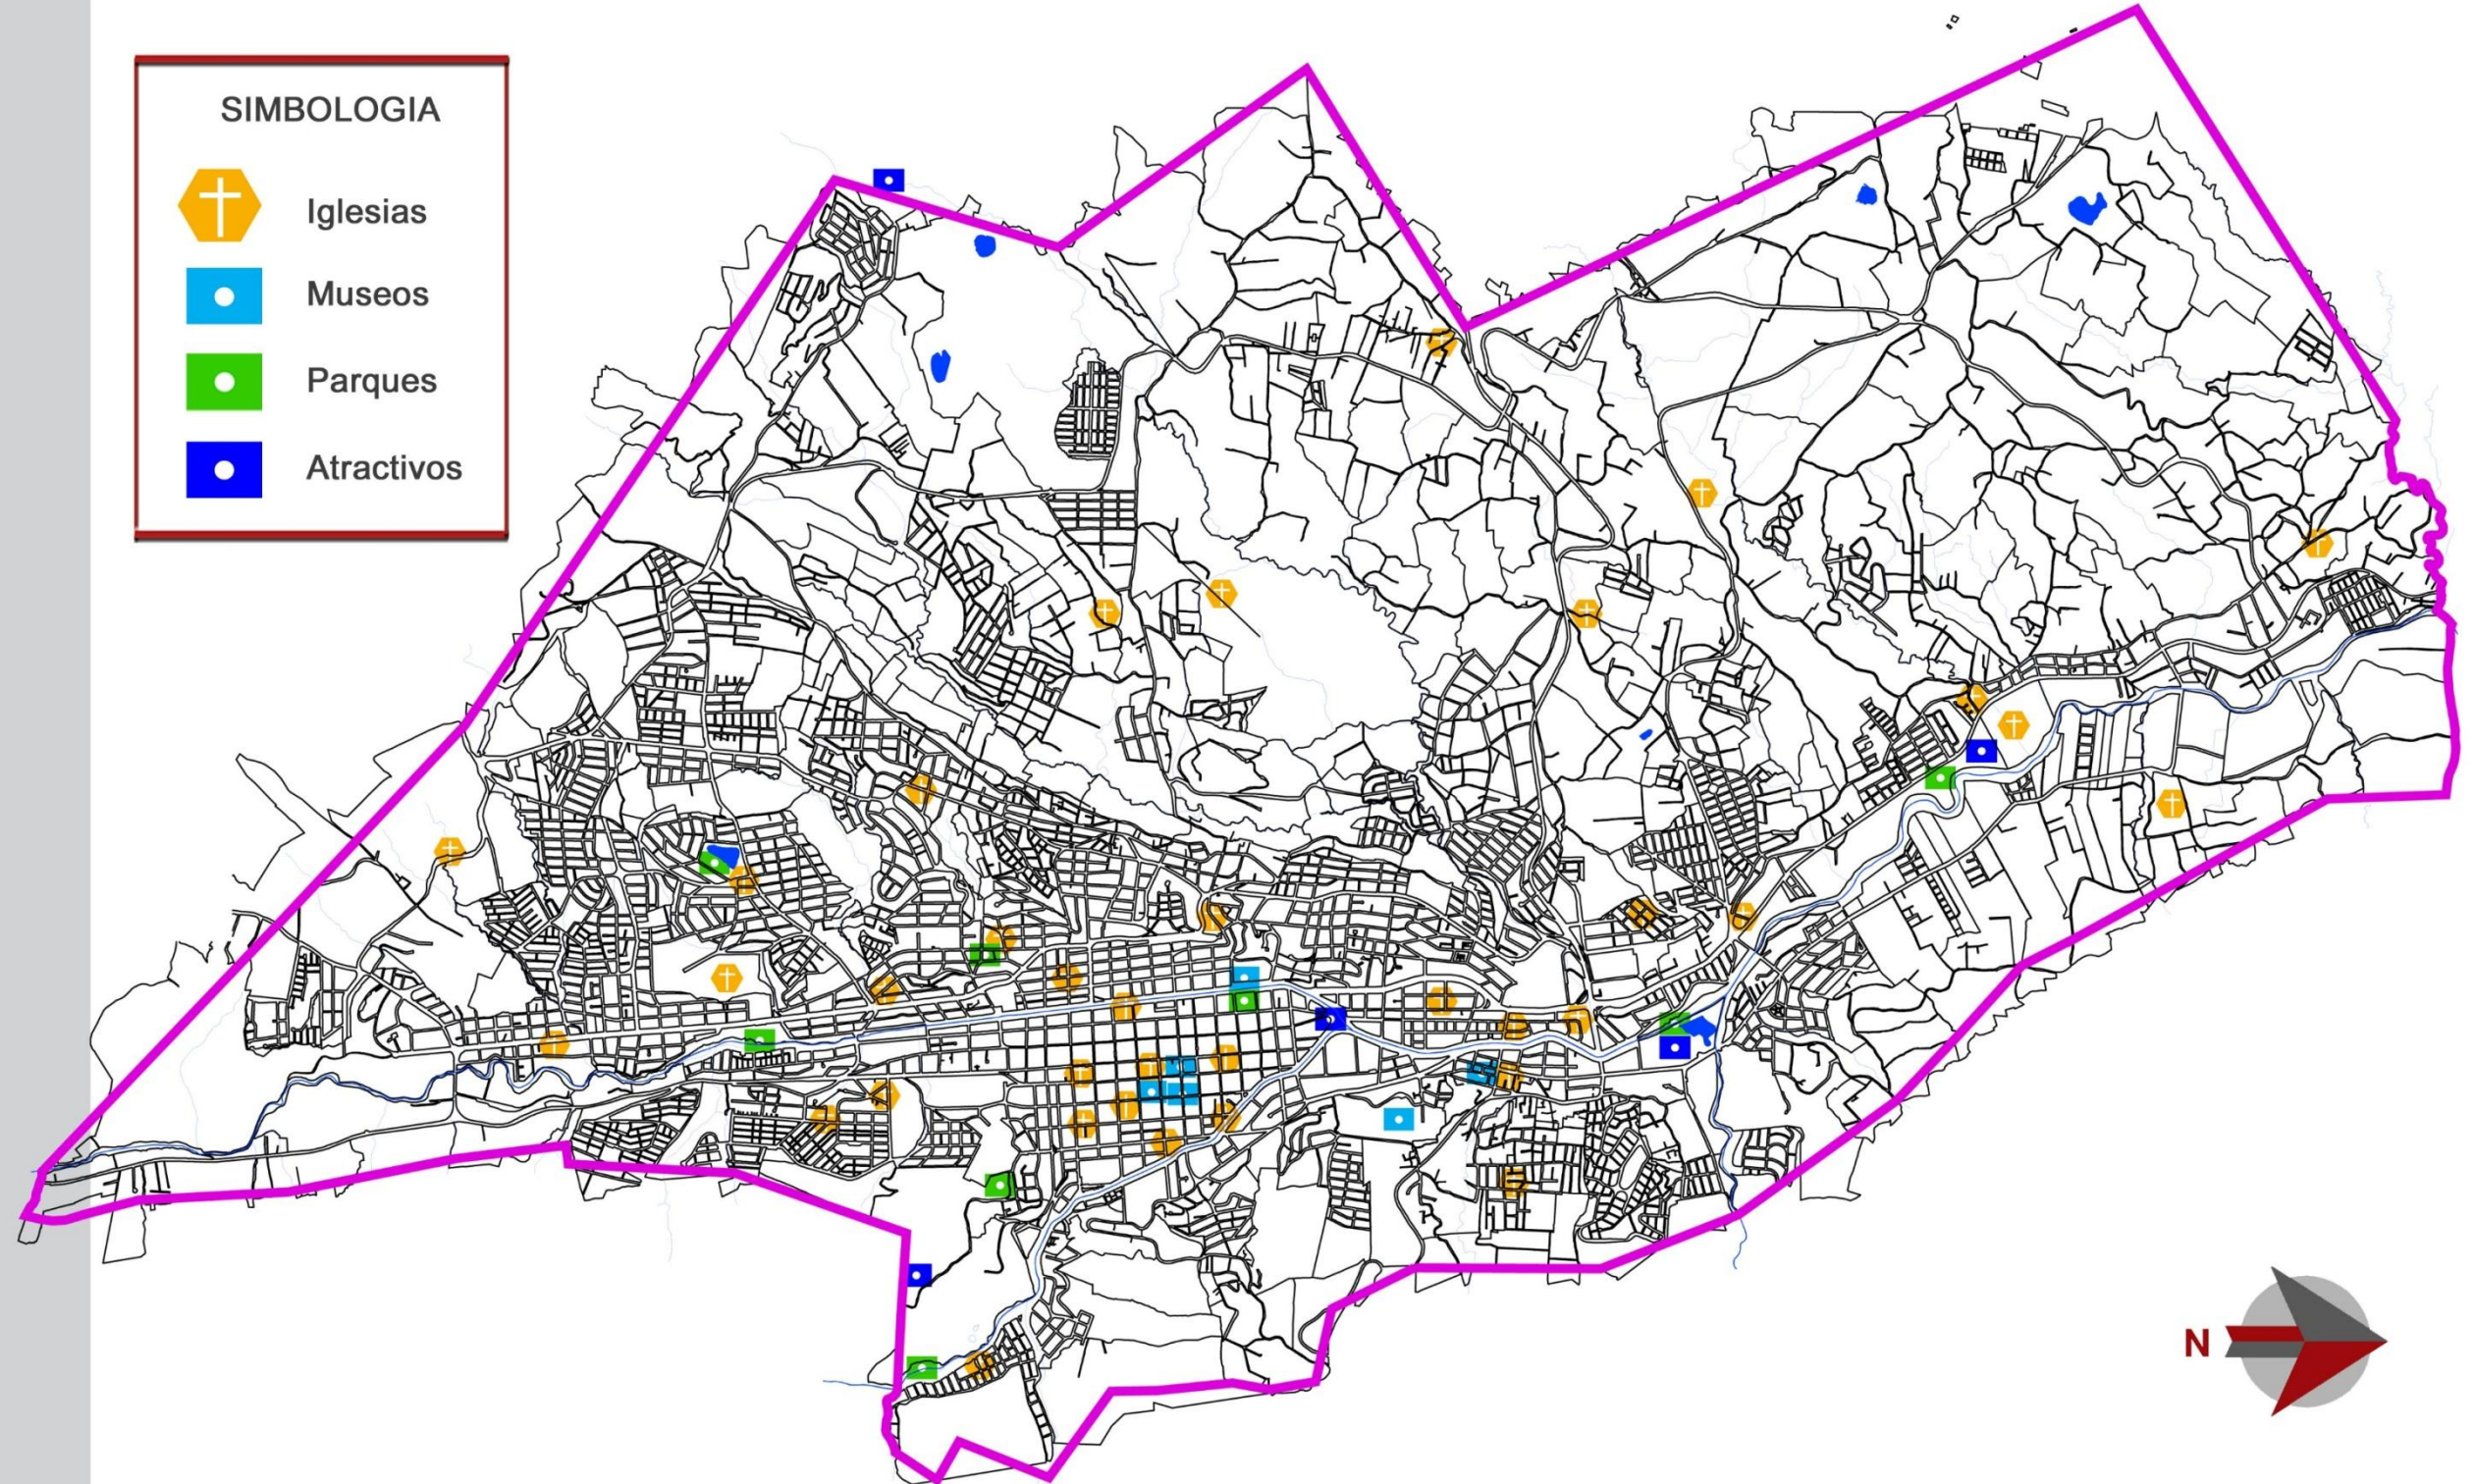 SIMBOLOGIA
Iglesias
Museos
Parques
Atractivos
N